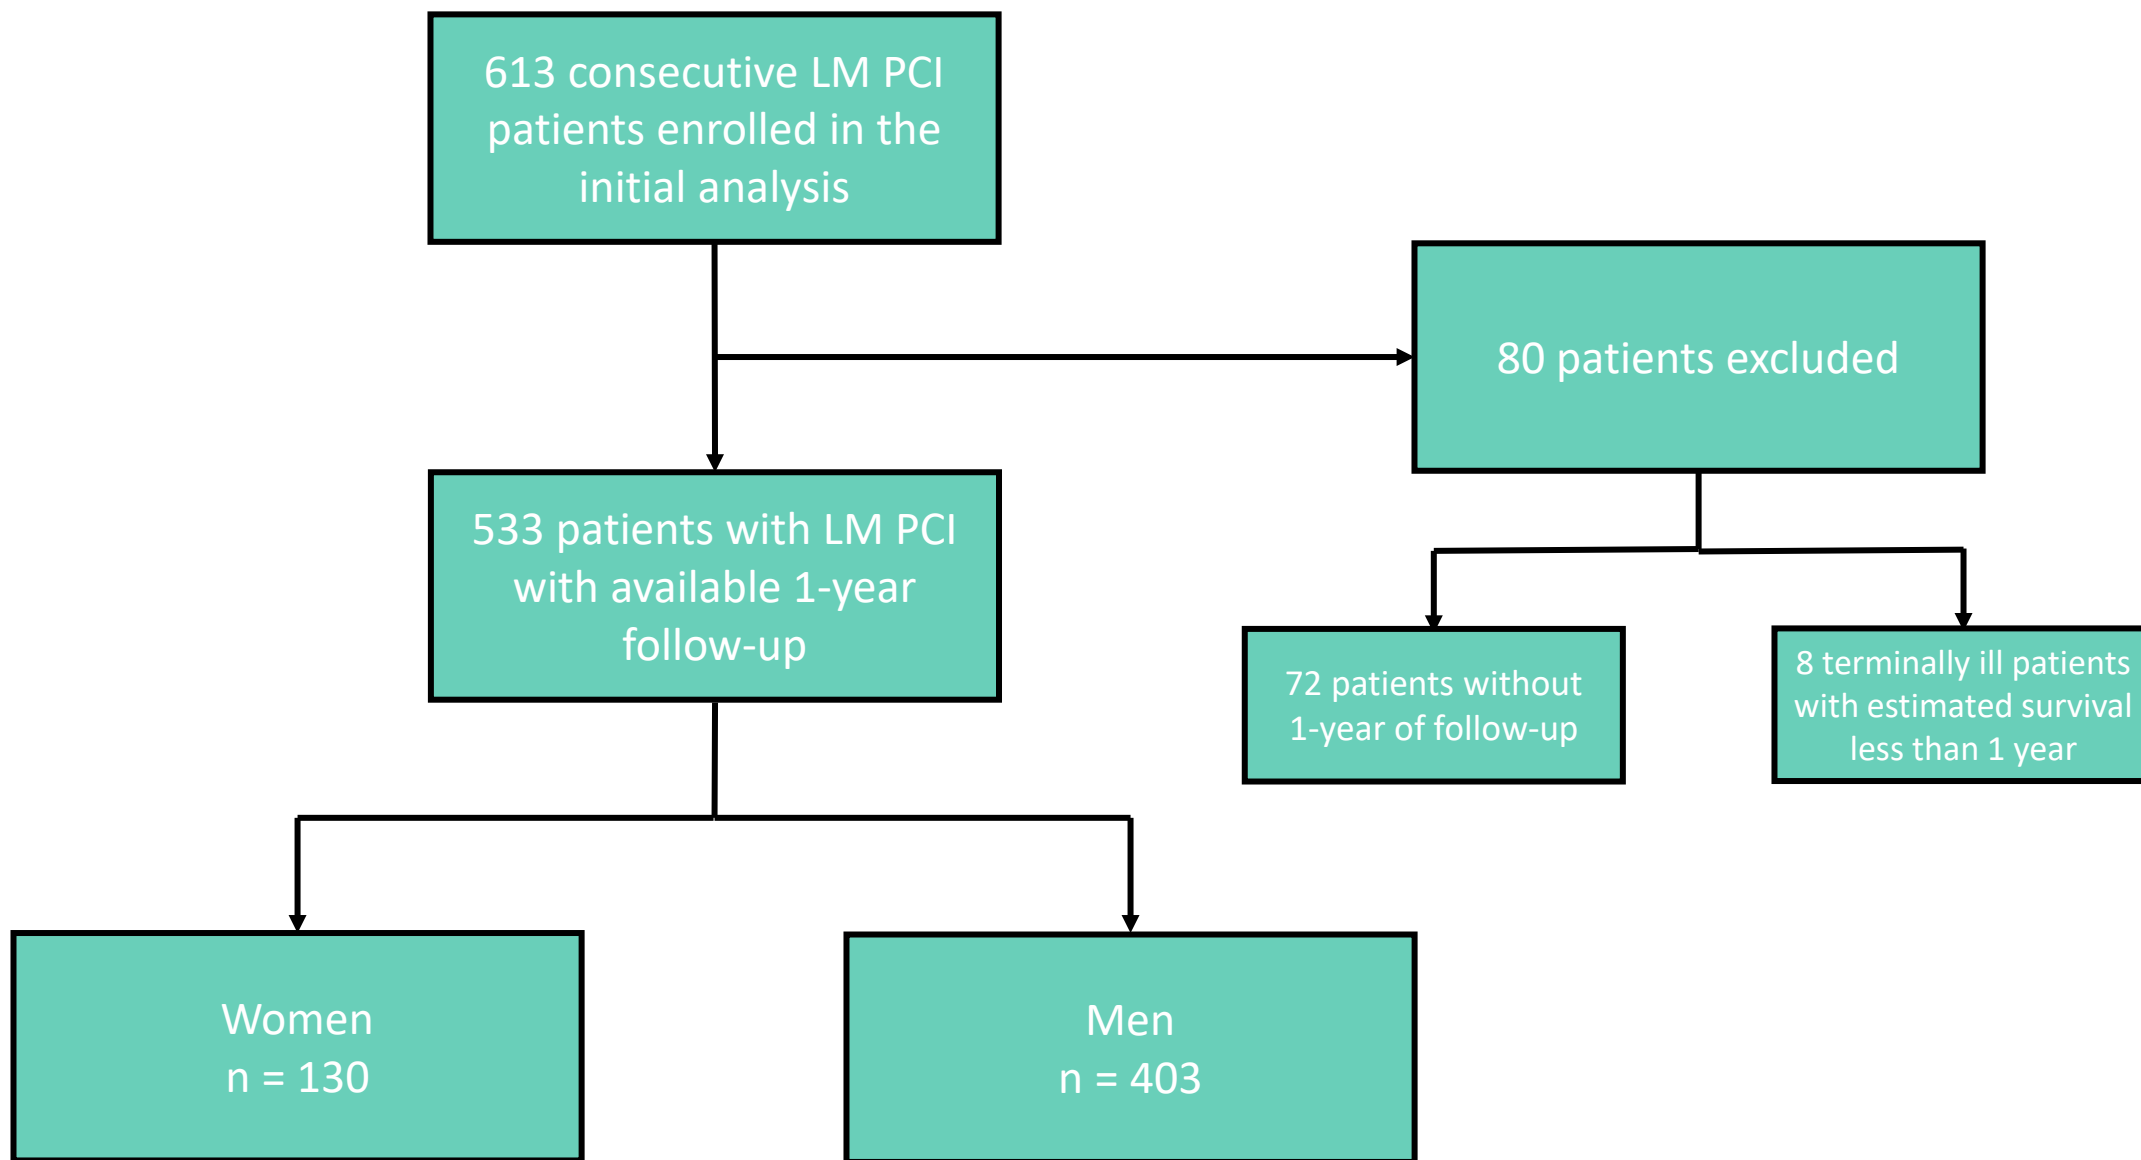 613 consecutive LM PCI
patients enrolled in the
initial analysis
80 patients excluded
533 patients with LM PCI
with available 1-year
follow-up
72 patients without
1-year of follow-up
8 terminally ill patients
with estimated survival
less than 1 year
Women
n = 130
Men
n = 403